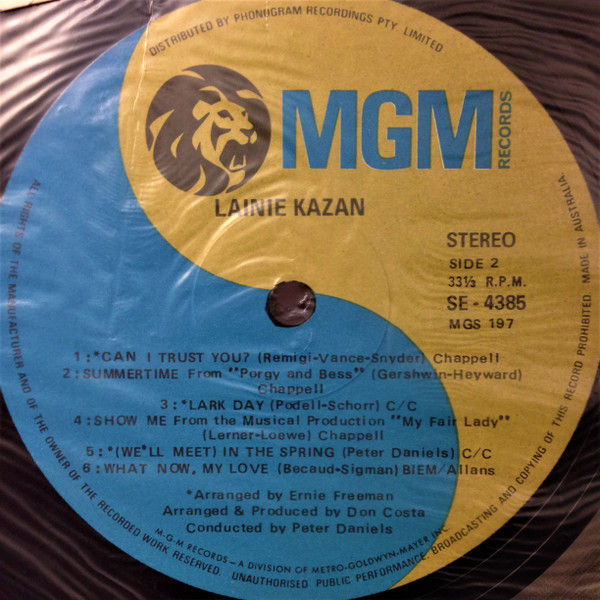 DISTRIBUTED BY PHONOGRAM RECORDINGS PTY. LIMITED
MGM
RECORDS
LAINIE KAZAN
STEREO
SIDE 2
33⅓ R.P.M.
SE-4385
MGS 197
1:*CAN I TRUST YOU? (Remigi-Vance-Snyder) Chappell
2:SUMMERTIME From "Porgy and Bess" (Gershwin-Heyward)
Chappell
3:*LARK DAY (Podell-Schorr) C/C
4:SHOW ME From the Musical Production "My Fair Lady"
(Lerner-Loewe) Chappell
5:*(WE'LL MEET) IN THE SPRING (Peter Daniels) C/C
6:WHAT NOW, MY LOVE (Becaud-Sigman) BIEM/Allans
*Arranged by Ernie Freeman
Arranged & Produced by Don Costa
Conducted by Peter Daniels
M-G-M RECORDS — A DIVISION OF METRO-GOLDWYN-MAYER INC.
ALL RIGHTS OF THE MANUFACTURER AND OF THE OWNER OF THE RECORDED WORK RESERVED. UNAUTHORISED PUBLIC PERFORMANCE, BROADCASTING AND COPYING OF THIS RECORD PROHIBITED. MADE IN AUSTRALIA.